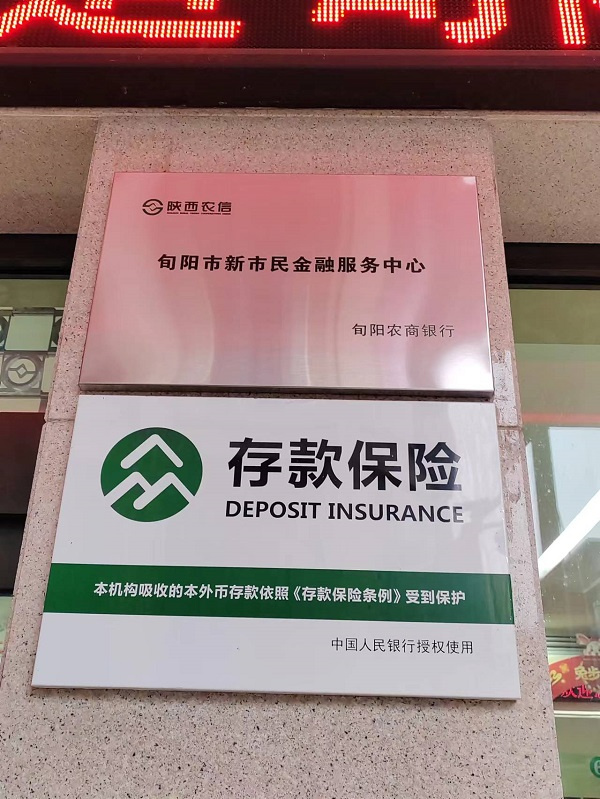 陕西农信
旬阳市新市民金融服务中心
旬阳农商银行
存款保险
DEPOSIT INSURANCE
本机构吸收的本外币存款依照《存款保险条例》受到保护
中国人民银行授权使用